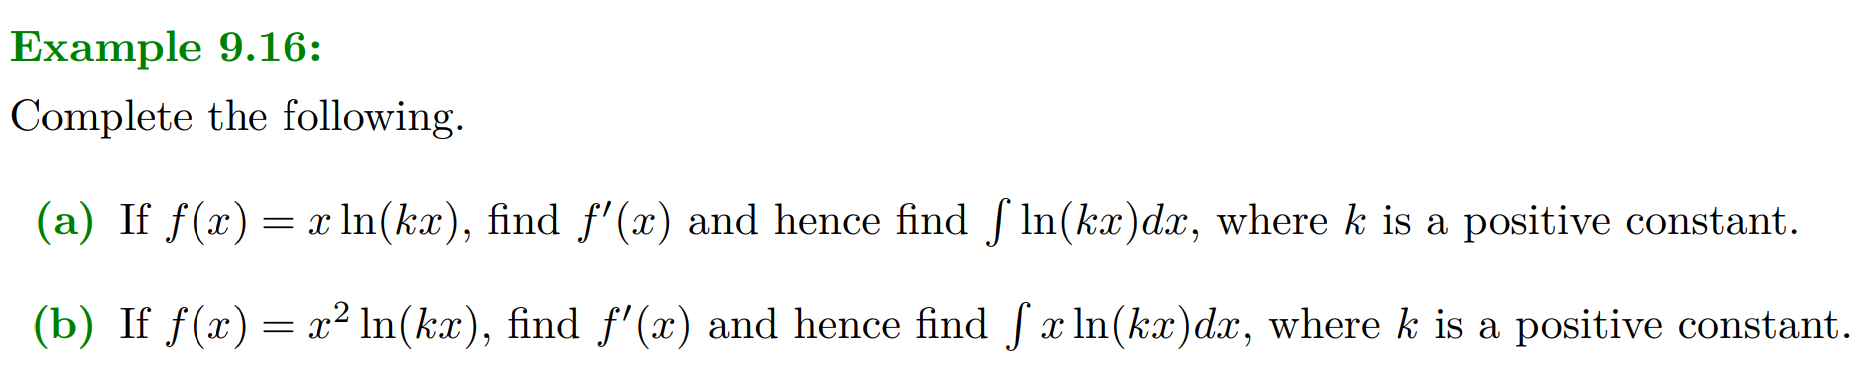 Example 9.16:
Complete the following.
(a) If f(x) = x ln(kx), find f′(x) and hence find ∫ ln(kx)dx, where k is a positive constant.
(b) If f(x) = x² ln(kx), find f′(x) and hence find ∫ x ln(kx)dx, where k is a positive constant.